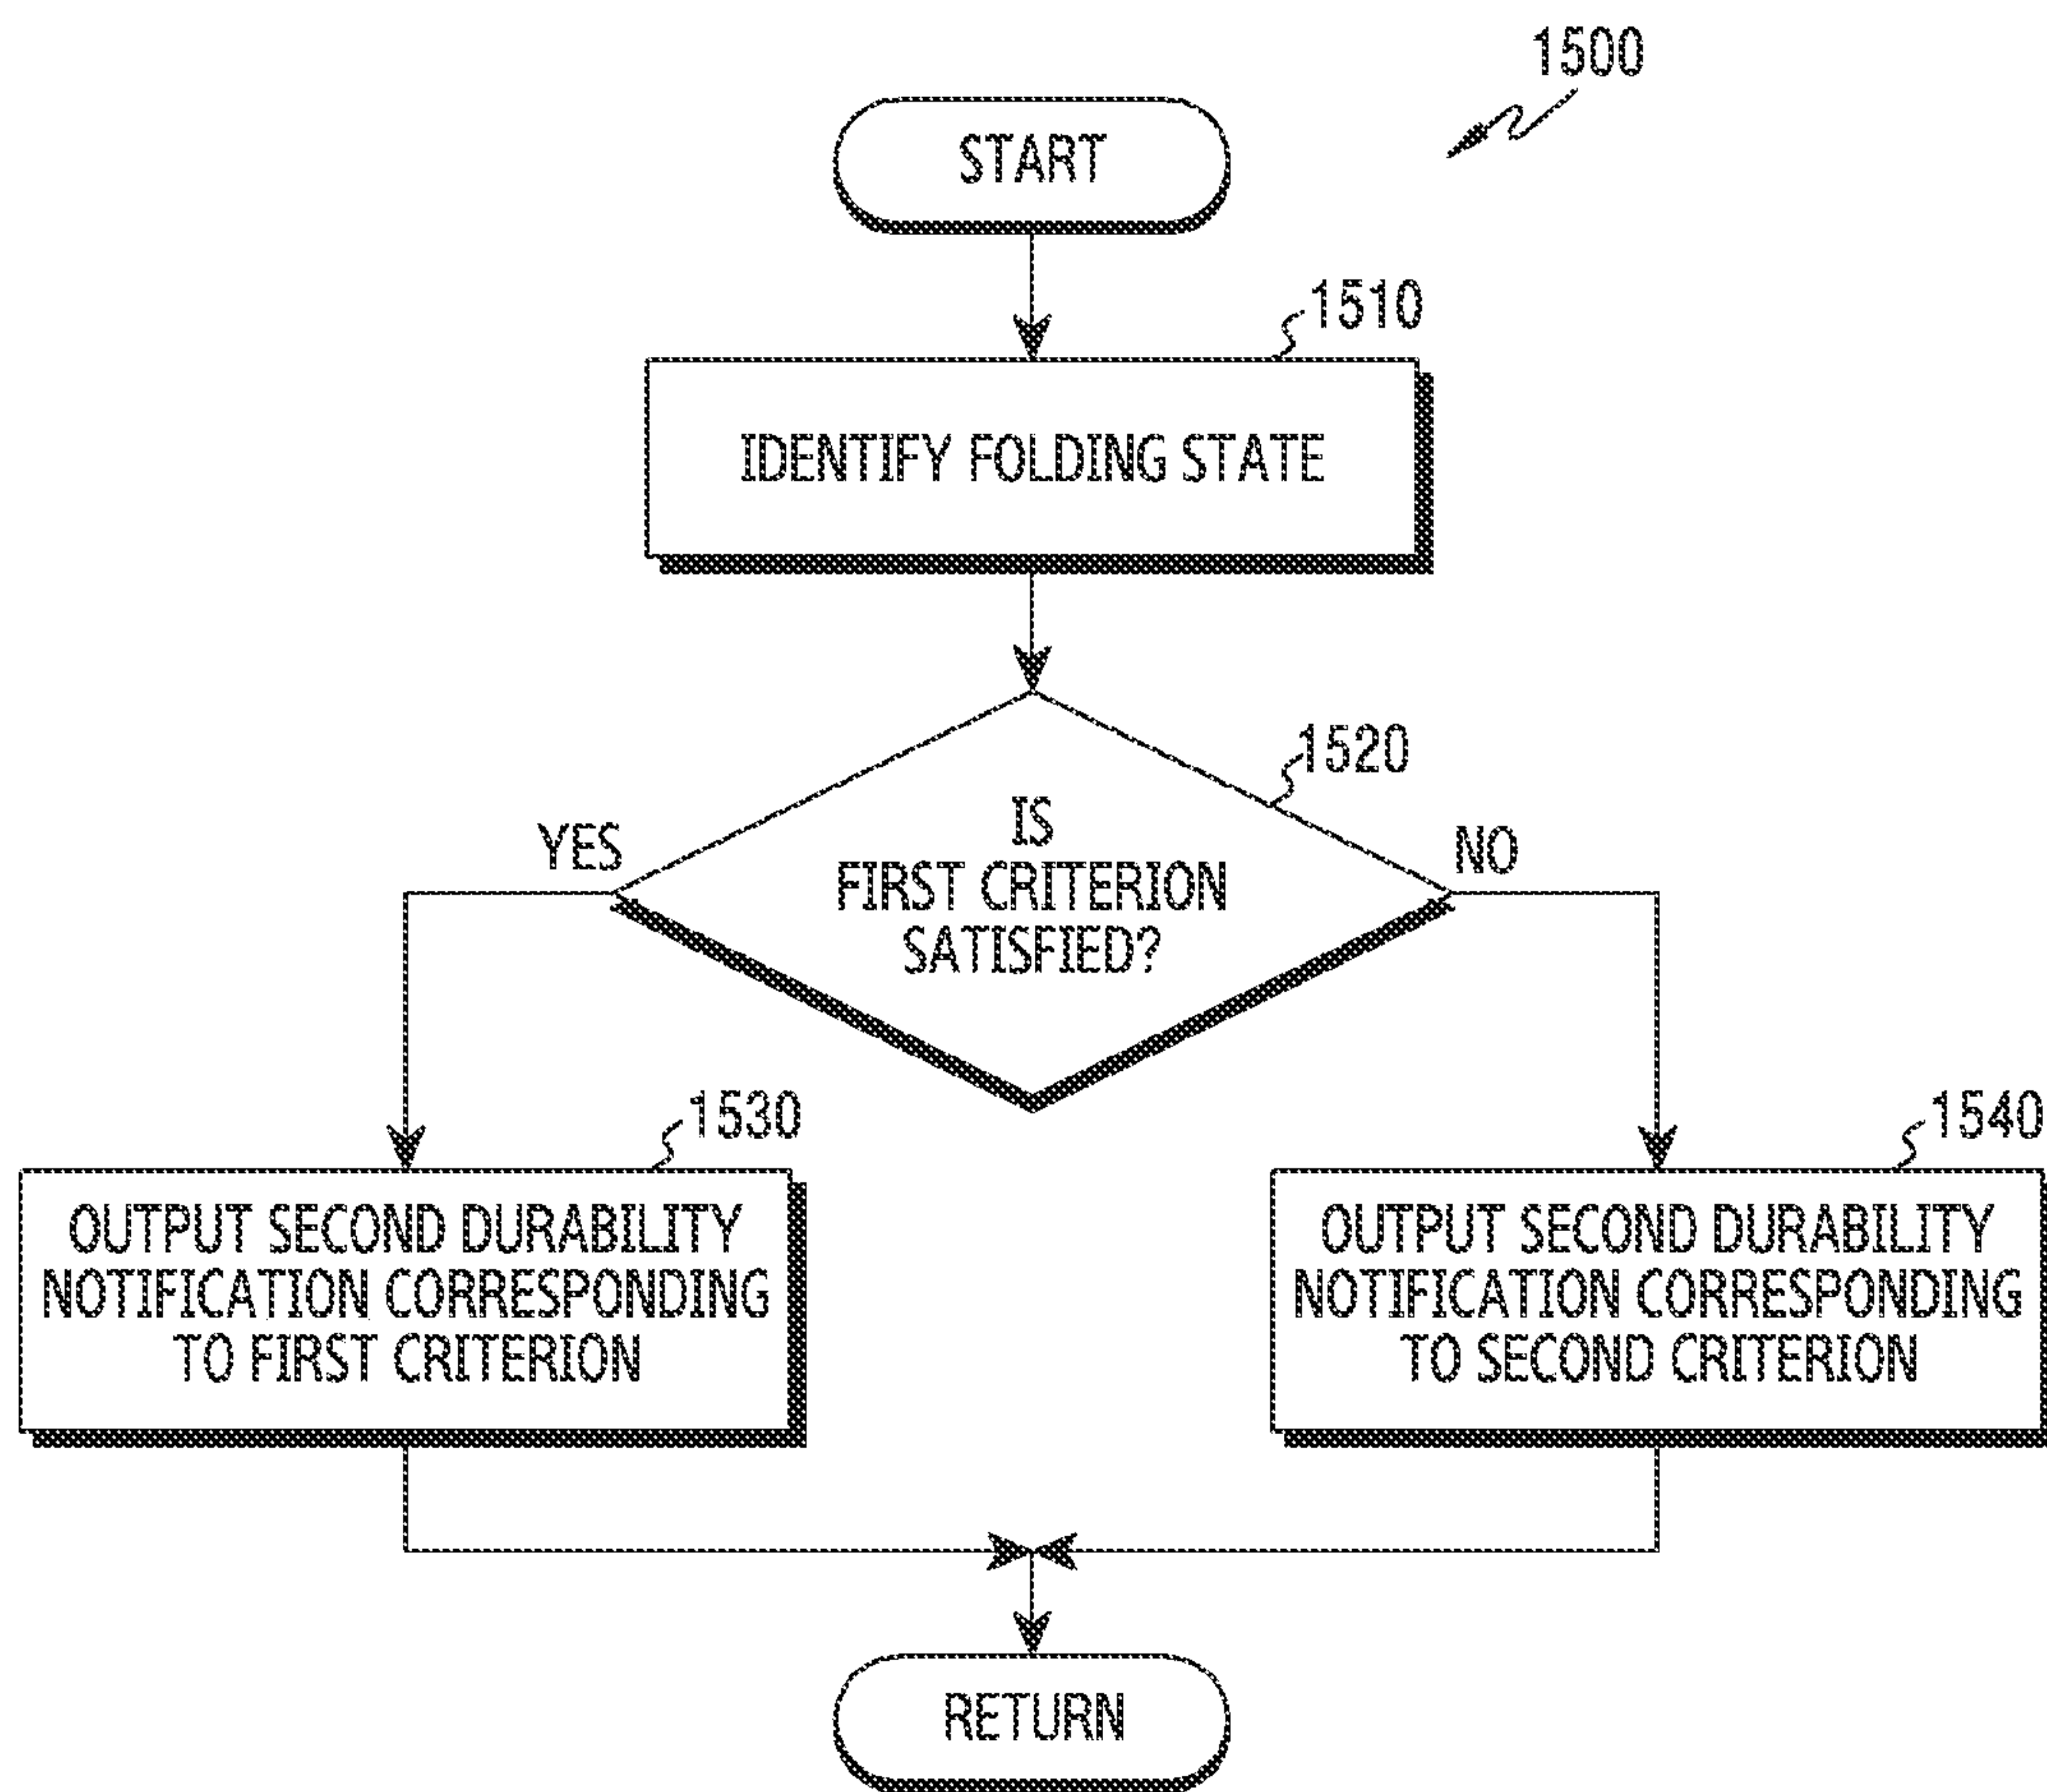 1500
START
1510
IDENTIFY FOLDING STATE
1520
IS
FIRST CRITERION
SATISFIED?
YES
NO
1530
OUTPUT SECOND DURABILITY
NOTIFICATION CORRESPONDING
TO FIRST CRITERION
1540
OUTPUT SECOND DURABILITY
NOTIFICATION CORRESPONDING
TO SECOND CRITERION
RETURN